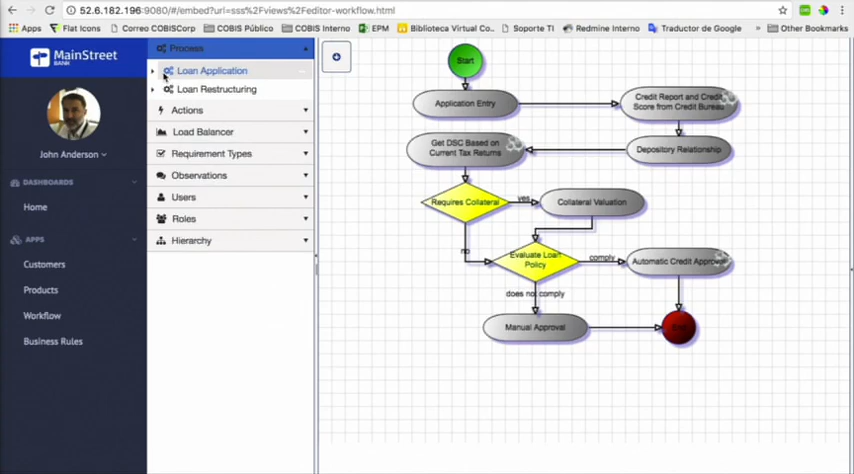 52.6.182.196:9080/#/embed?url=sss%2Fviews%2Feditor-workflow.html
Apps Flat Icons Correo COBISCorp COBIS Público COBIS Interno EPM Biblioteca Virtual Co... Soporte TI Redmine Interno Traductor de Google » Other Bookmarks
MainStreet
BANK
John Anderson
DASHBOARDS
Home
APPS
Customers
Products
Workflow
Business Rules
Process
Loan Application
Loan Restructuring
Actions
Load Balancer
Requirement Types
Observations
Users
Roles
Hierarchy
Start
Application Entry
Credit Report and Credit
Score from Credit Bureau
Get DSC Based on
Current Tax Returns
Depository Relationship
Requires Collateral
yes
Collateral Valuation
no
Evaluate Loan
Policy
comply
Automatic Credit Approval
does not comply
Manual Approval